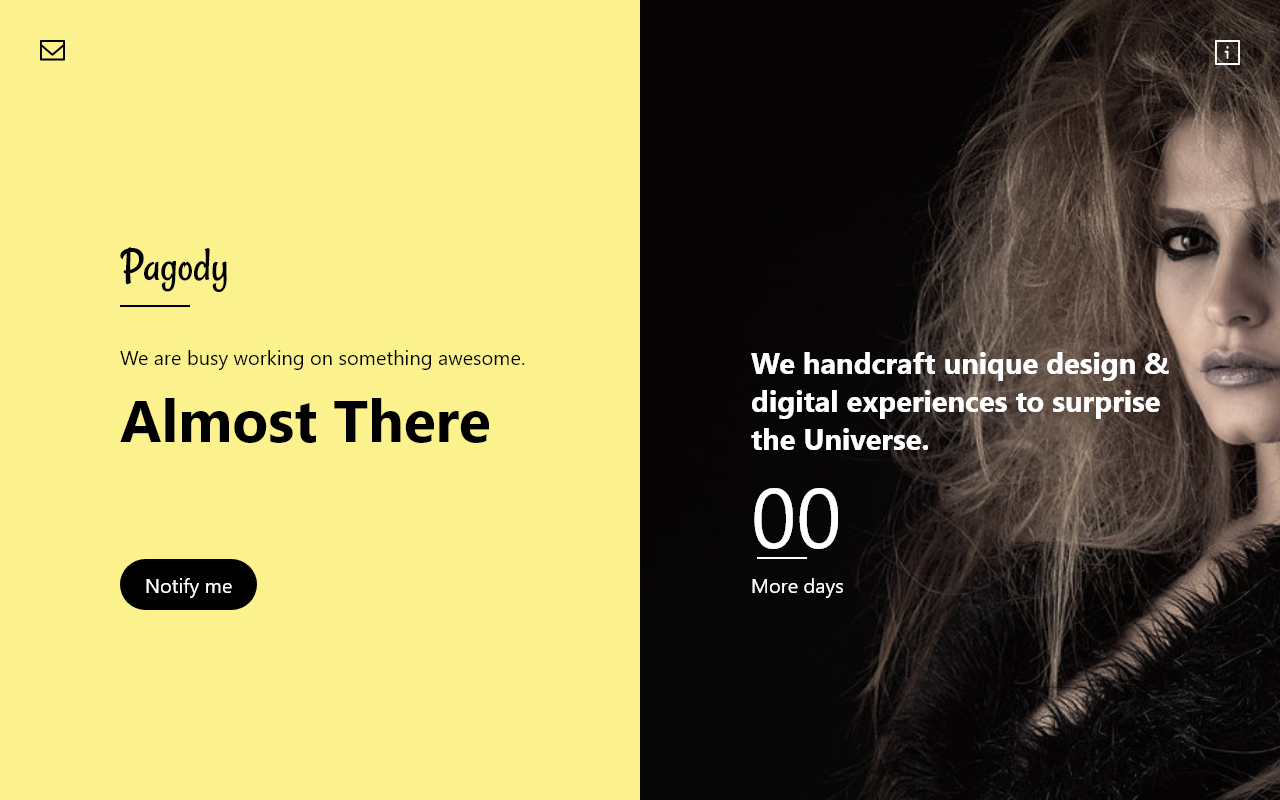 Pagody
We are busy working on something awesome.
Almost There
Notify me
We handcraft unique design &
digital experiences to surprise
the Universe.
00
More days